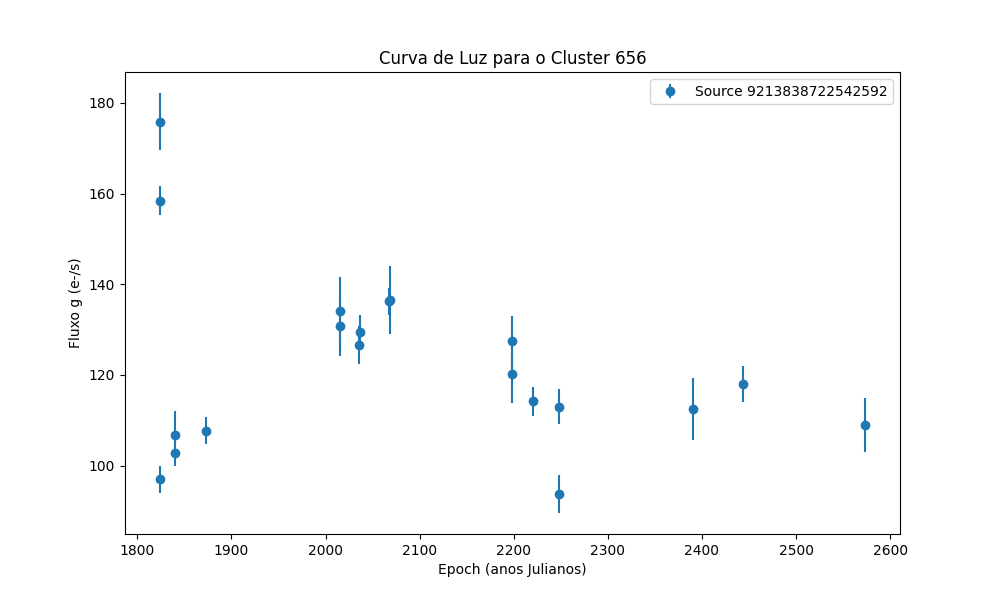 Curva de Luz para o Cluster 656
Source 9213838722542592
180
160
140
120
100
Fluxo g (e-/s)
1800 1900 2000 2100 2200 2300 2400 2500 2600
Epoch (anos Julianos)